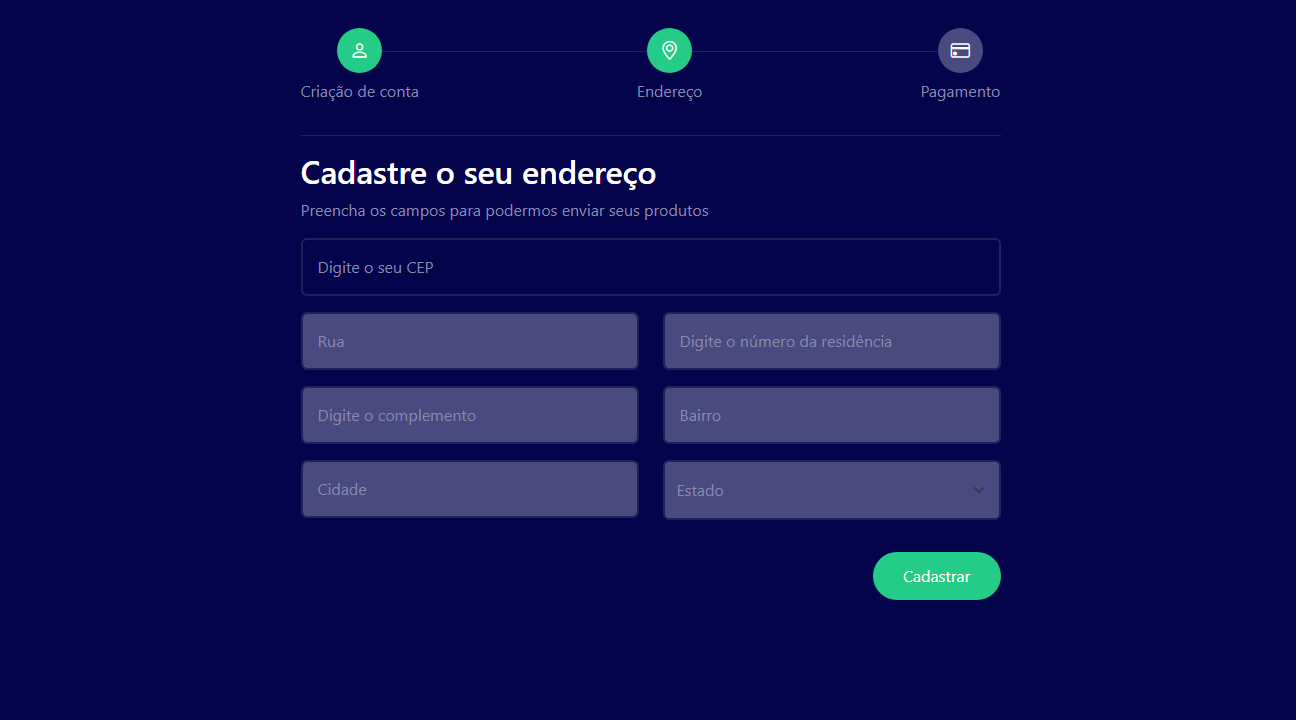 Criação de conta
Endereço
Pagamento
Cadastre o seu endereço
Preencha os campos para podermos enviar seus produtos
Digite o seu CEP
Rua
Digite o número da residência
Digite o complemento
Bairro
Cidade
Estado
Cadastrar